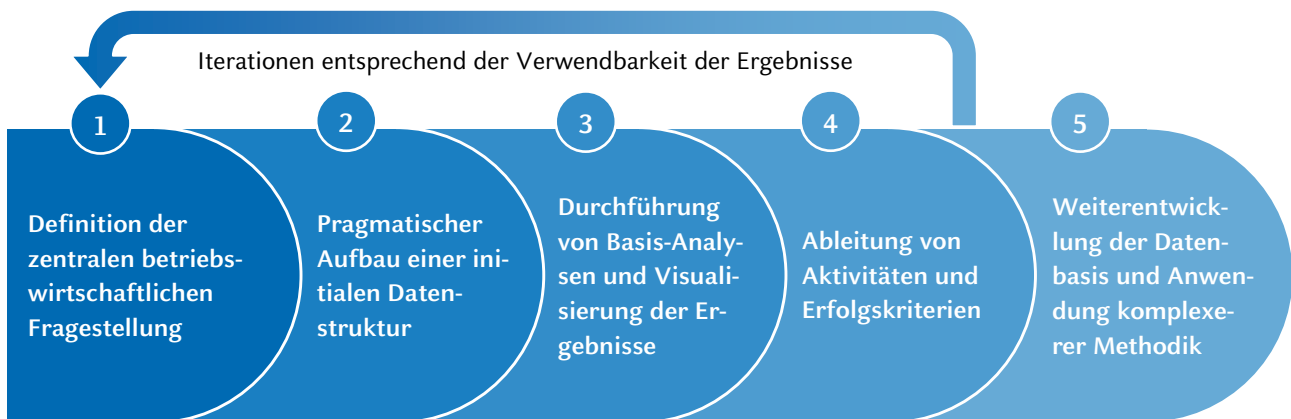 Iterationen entsprechend der Verwendbarkeit der Ergebnisse
1
Definition der
zentralen betriebs-
wirtschaftlichen
Fragestellung
2
Pragmatischer
Aufbau einer ini-
tialen Daten-
struktur
3
Durchführung
von Basis-Analy-
sen und Visuali-
sierung der Er-
gebnisse
4
Ableitung von
Aktivitäten und
Erfolgskriterien
5
Weiterentwick-
lung der Daten-
basis und Anwen-
dung komplexe-
rer Methodik